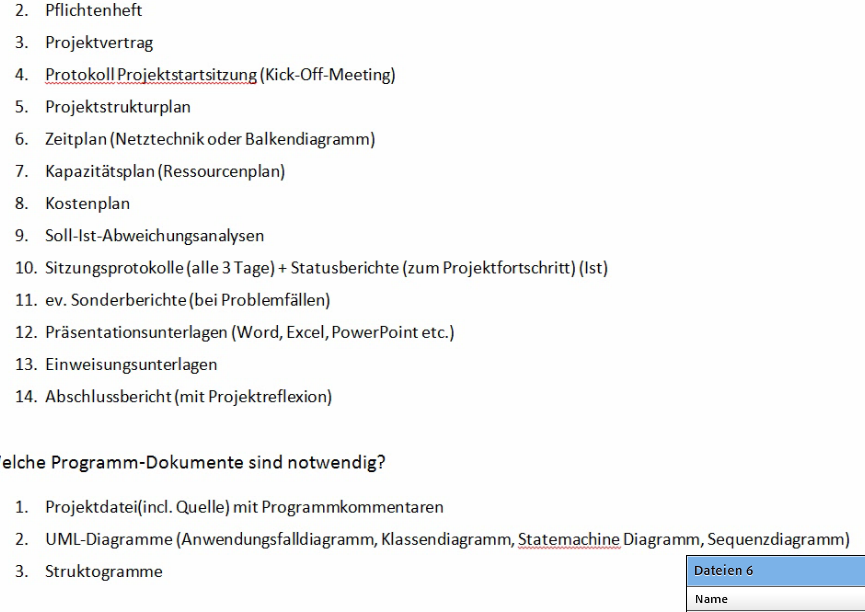 2. Pflichtenheft
3. Projektvertrag
4. Protokoll Projektstartsitzung (Kick-Off-Meeting)
5. Projektstrukturplan
6. Zeitplan (Netztechnik oder Balkendiagramm)
7. Kapazitätsplan (Ressourcenplan)
8. Kostenplan
9. Soll-Ist-Abweichungsanalysen
10. Sitzungsprotokolle (alle 3 Tage) + Statusberichte (zum Projektfortschritt) (Ist)
11. ev. Sonderberichte (bei Problemfällen)
12. Präsentationsunterlagen (Word, Excel, PowerPoint etc.)
13. Einweisungsunterlagen
14. Abschlussbericht (mit Projektreflexion)
elche Programm-Dokumente sind notwendig?
1. Projektdatei(incl. Quelle) mit Programmkommentaren
2. UML-Diagramme (Anwendungsfalldiagramm, Klassendiagramm, Statemachine Diagramm, Sequenzdiagramm)
3. Struktogramme
Dateien 6
Name